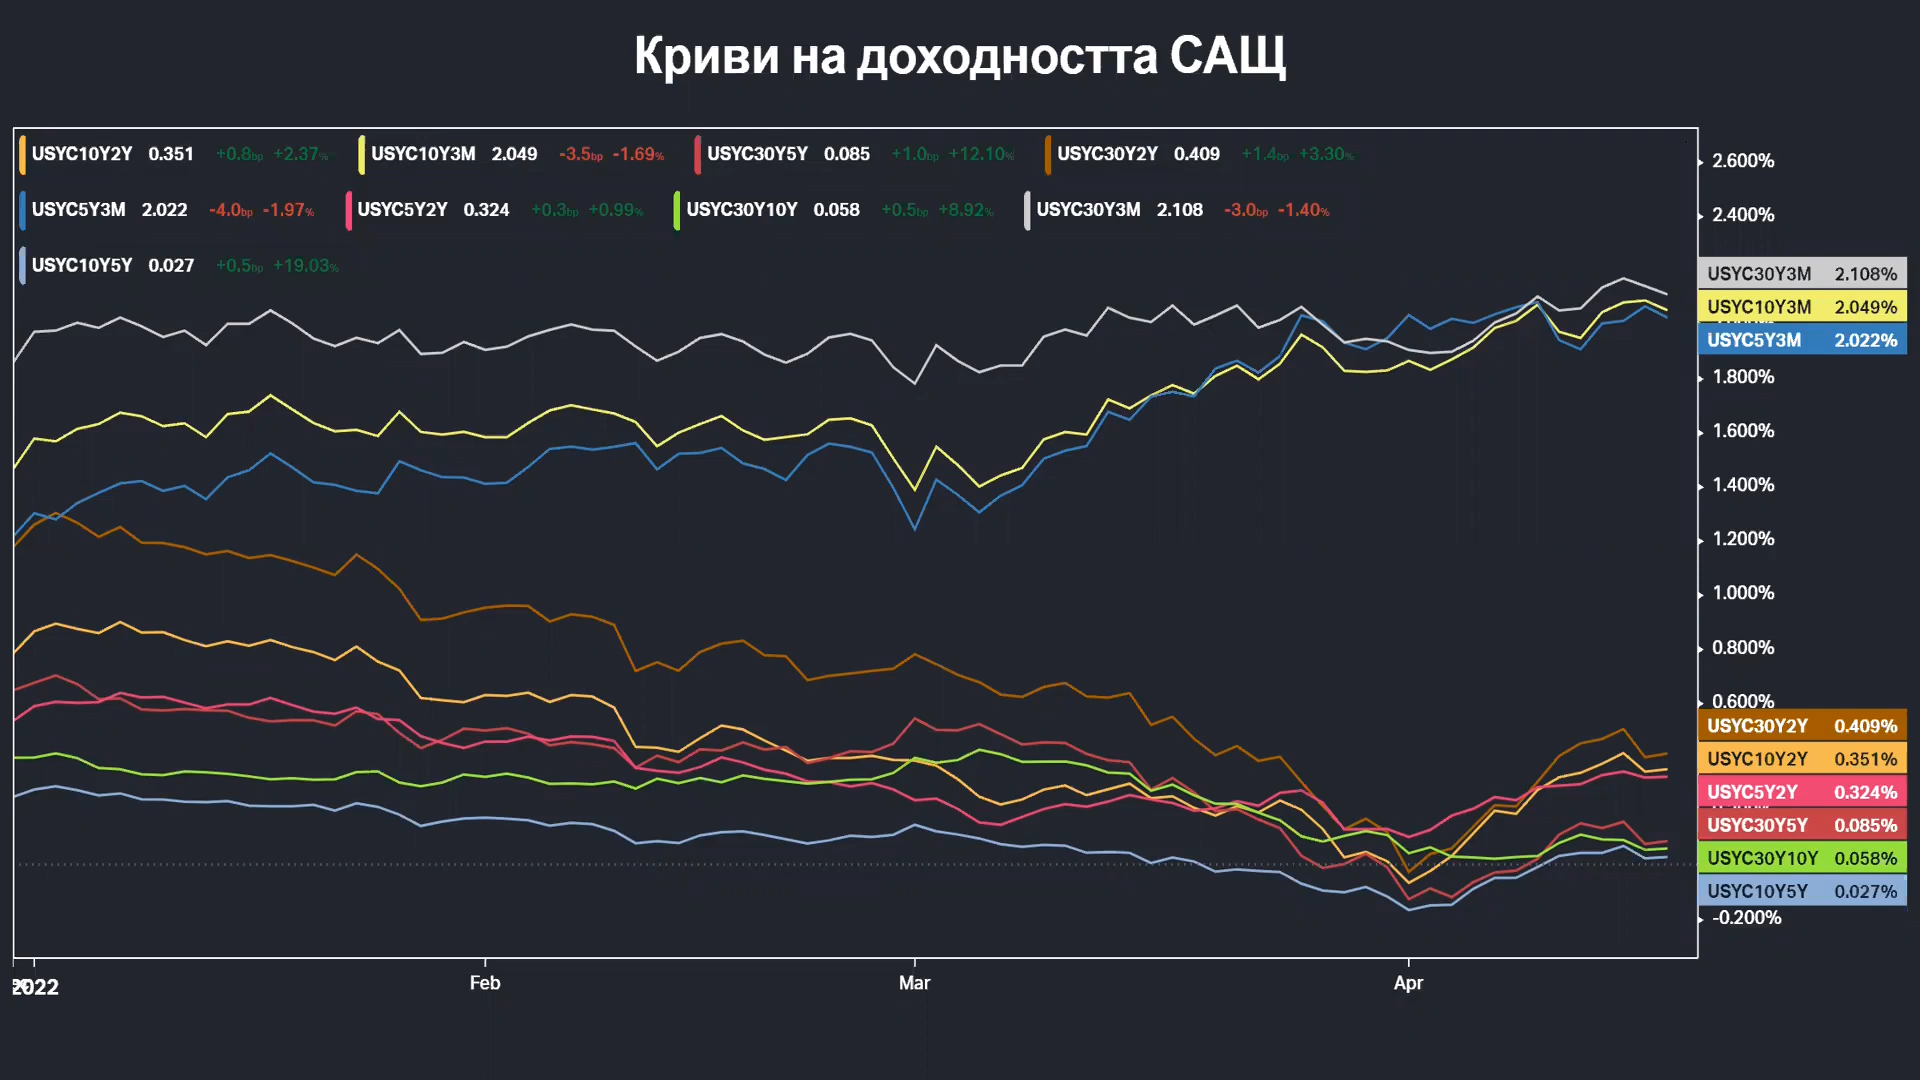 Криви на доходността САЩ
USYC10Y2Y 0.351 +0.8bp +2.37% USYC10Y3M 2.049 -3.5bp -1.69% USYC30Y5Y 0.085 +1.0bp +12.10% USYC30Y2Y 0.409 +1.4bp +3.30%
USYC5Y3M 2.022 -4.0bp -1.97% USYC5Y2Y 0.324 +0.3bp +0.99% USYC30Y10Y 0.058 +0.5bp +8.92% USYC30Y3M 2.108 -3.0bp -1.40%
USYC10Y5Y 0.027 +0.5bp +19.03%
2.600%
2.400%
USYC30Y3M 2.108%
USYC10Y3M 2.049%
USYC5Y3M 2.022%
1.800%
1.600%
1.400%
1.200%
1.000%
0.800%
0.600%
USYC30Y2Y 0.409%
USYC10Y2Y 0.351%
USYC5Y2Y 0.324%
USYC30Y5Y 0.085%
USYC30Y10Y 0.058%
USYC10Y5Y 0.027%
-0.200%
2022 Feb Mar Apr